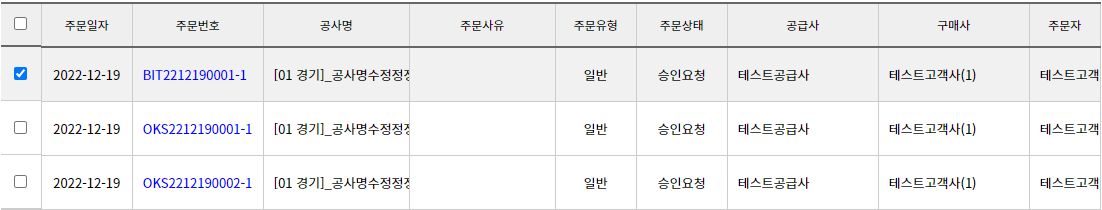 주문일자 주문번호 공사명 주문사유 주문유형 주문상태 공급사 구매사 주문자
2022-12-19 BIT2212190001-1 [01 경기]_공사명수정정정 일반 승인요청 테스트공급사 테스트고객사(1) 테스트고객
2022-12-19 OKS2212190001-1 [01 경기]_공사명수정정정 일반 승인요청 테스트공급사 테스트고객사(1) 테스트고객
2022-12-19 OKS2212190002-1 [01 경기]_공사명수정정정 일반 승인요청 테스트공급사 테스트고객사(1) 테스트고객